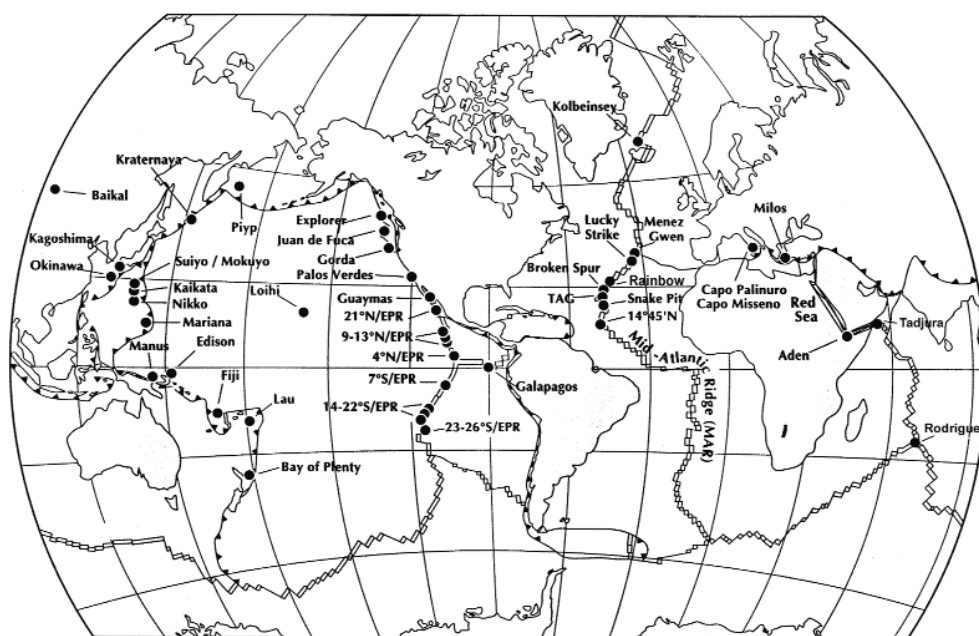 Kolbeinsey
Kraternaya
Baikal
Piyp
Explorer
Juan de Fuca
Gorda
Palos Verdes
Lucky
Strike
Menez
Gwen
Milos
Kagoshima
Okinawa
Suiyo / Mokuyo
Kaikata
Nikko
Loihi
Broken Spur
Rainbow
TAG
Snake Pit
14°45'N
Capo Palinuro
Capo Misseno
Red
Sea
Guaymas
21°N/EPR
9-13°N/EPR
4°N/EPR
7°S/EPR
14-22°S/EPR
23-26°S/EPR
Mariana
Manus
Edison
Fiji
Lau
Bay of Plenty
Galapagos
Mid-Atlantic
Ridge (MAR)
Aden
Tadjura
Rodrigue